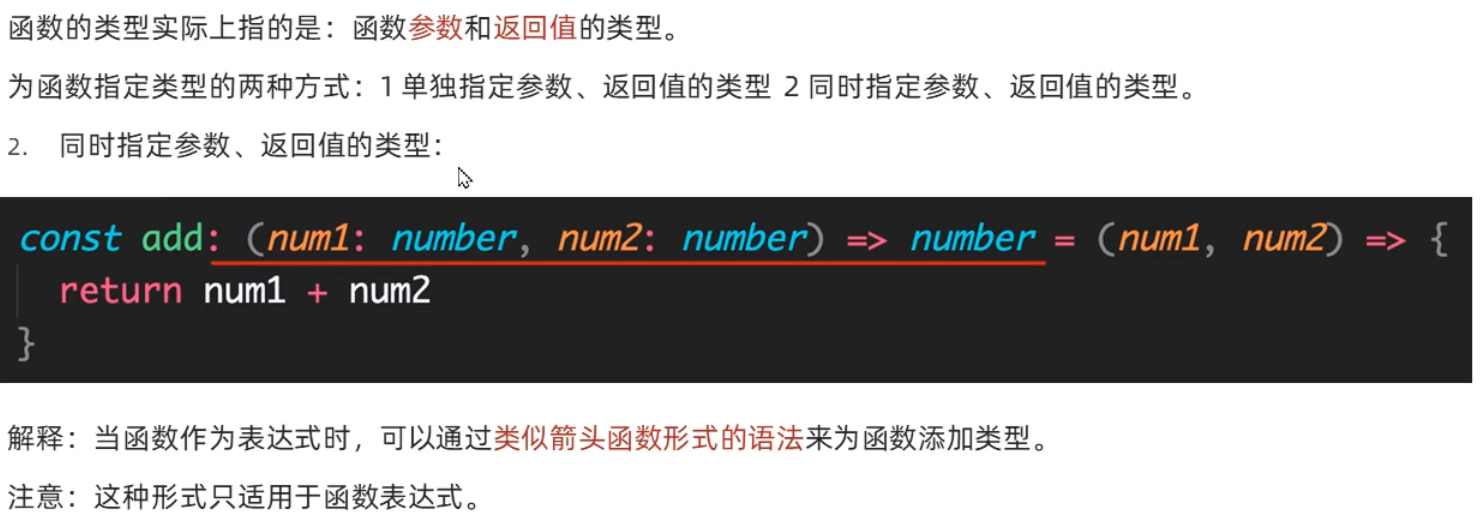 函数的类型实际上指的是：函数参数和返回值的类型。
为函数指定类型的两种方式：1 单独指定参数、返回值的类型 2 同时指定参数、返回值的类型。
2. 同时指定参数、返回值的类型：
const add: (num1: number, num2: number) => number = (num1, num2) => {
  return num1 + num2
}
解释：当函数作为表达式时，可以通过类似箭头函数形式的语法来为函数添加类型。
注意：这种形式只适用于函数表达式。